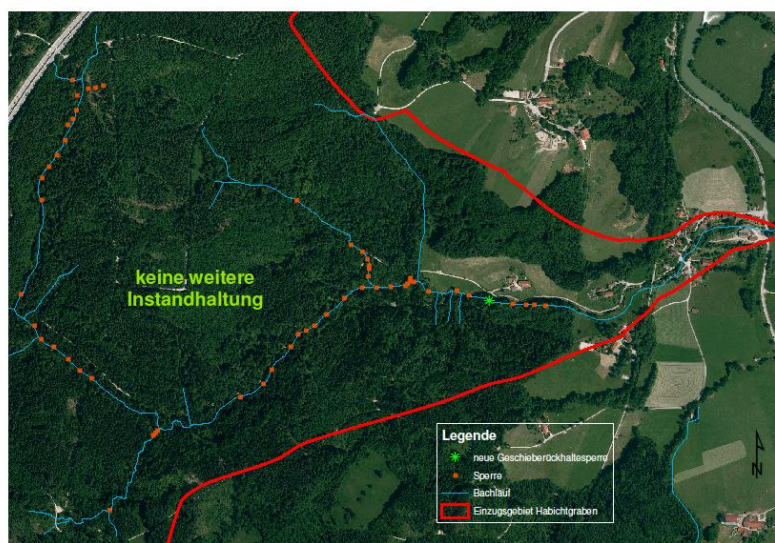 keine weitere
Instandhaltung
Legende
neue Geschieberückhaltesperre
Sperre
Bachlauf
Einzugsgebiet Habichtgraben
N